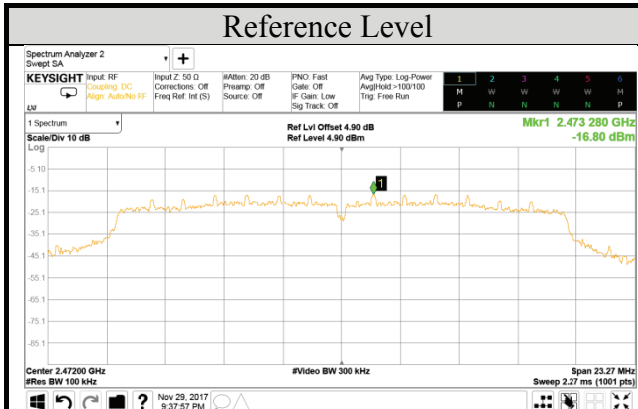 Reference Level
Spectrum Analyzer 2
Swept SA
+
KEYSIGHT Input: RF Input Z: 50 Ω #Atten: 20 dB PNO: Fast Avg Type: Log-Power 1 2 3 4 5 6
Coupling: DC Corrections: Off Preamp: Off Gate: Off Avg|Hold:>100/100 M W W W W M
Align: Auto/No RF Freq Ref: Int (S) Source: Off IF Gain: Low Trig: Free Run P N N N N P
LXI Sig Track: Off
1 Spectrum Ref Lvl Offset 4.90 dB Mkr1 2.473 280 GHz
Scale/Div 10 dB Ref Level 4.90 dBm -16.80 dBm
Log
-5.10
-15.1
1
-25.1
-35.1
-45.1
-55.1
-65.1
-75.1
-85.1
Center 2.47200 GHz #Video BW 300 kHz Span 23.27 MHz
#Res BW 100 kHz Sweep 2.27 ms (1001 pts)
? Nov 29, 2017
9:37:57 PM